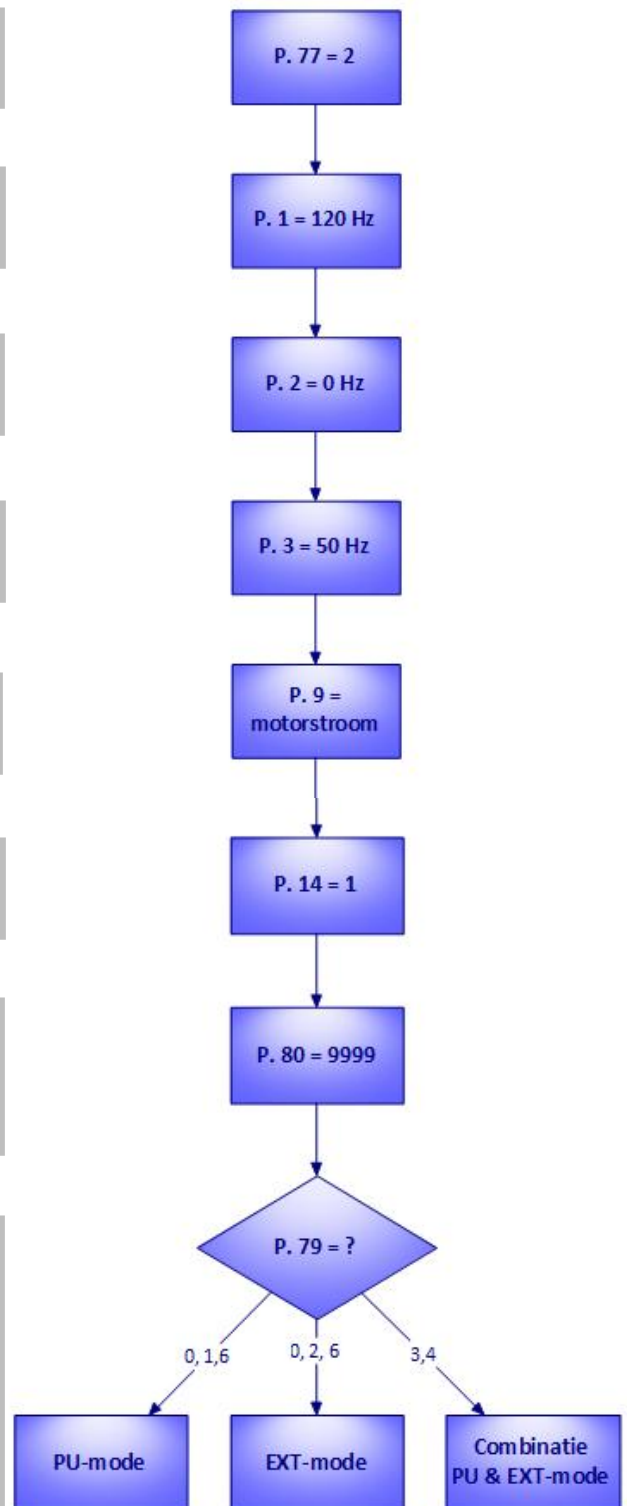 P. 77 = 2
P. 1 = 120 Hz
P. 2 = 0 Hz
P. 3 = 50 Hz
P. 9 =
motorstroom
P. 14 = 1
P. 80 = 9999
P. 79 = ?
0, 1,6
0, 2, 6
3,4
PU-mode
EXT-mode
Combinatie
PU & EXT-mode